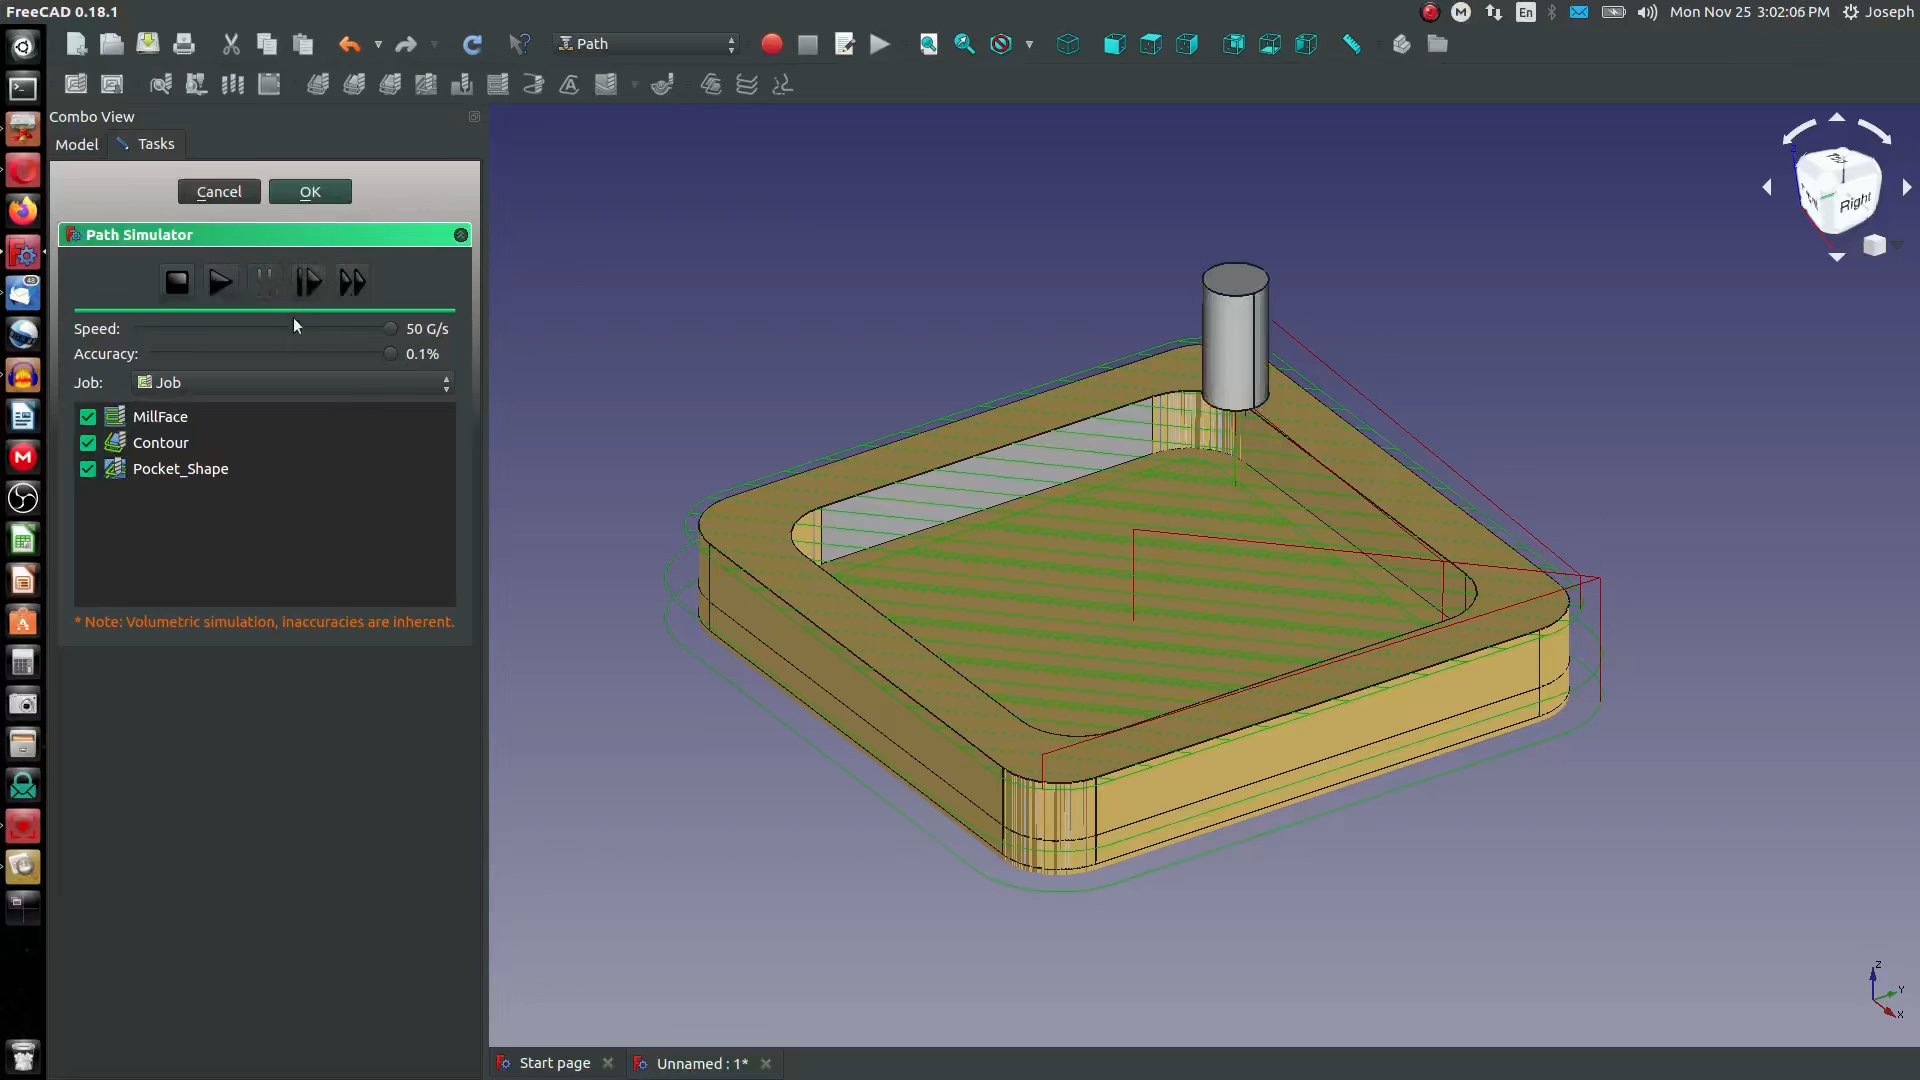 FreeCAD 0.18.1
En
Mon Nov 25 3:02:06 PM
Joseph
Path
Combo View
Model
Tasks
Cancel
OK
Path Simulator
Speed:
50 G/s
Accuracy:
0.1%
Job:
Job
MillFace
Contour
Pocket_Shape
* Note: Volumetric simulation, inaccuracies are inherent.
Right
Z
Y
X
Start page
Unnamed : 1*